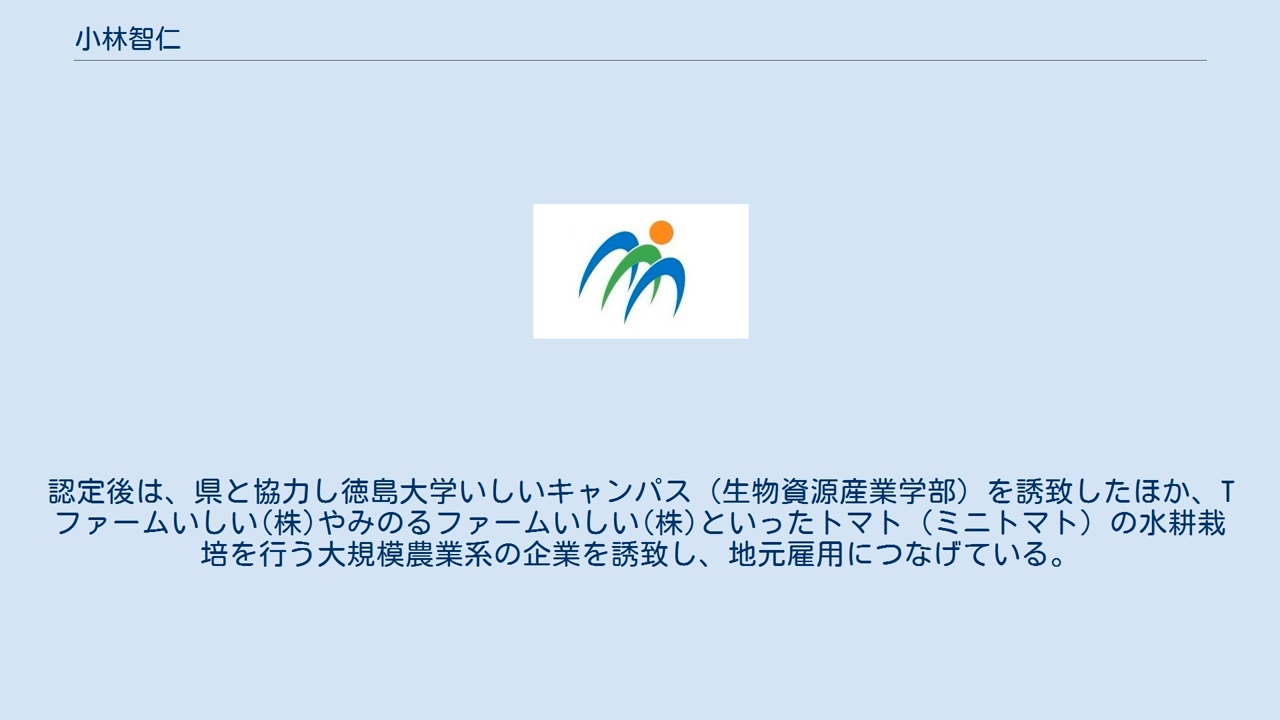 小林智仁
認定後は、県と協力し徳島大学いしいキャンパス（生物資源産業学部）を誘致したほか、T
ファームいしい(株)やみのるファームいしい(株)といったトマト（ミニトマト）の水耕栽
培を行う大規模農業系の企業を誘致し、地元雇用につなげている。